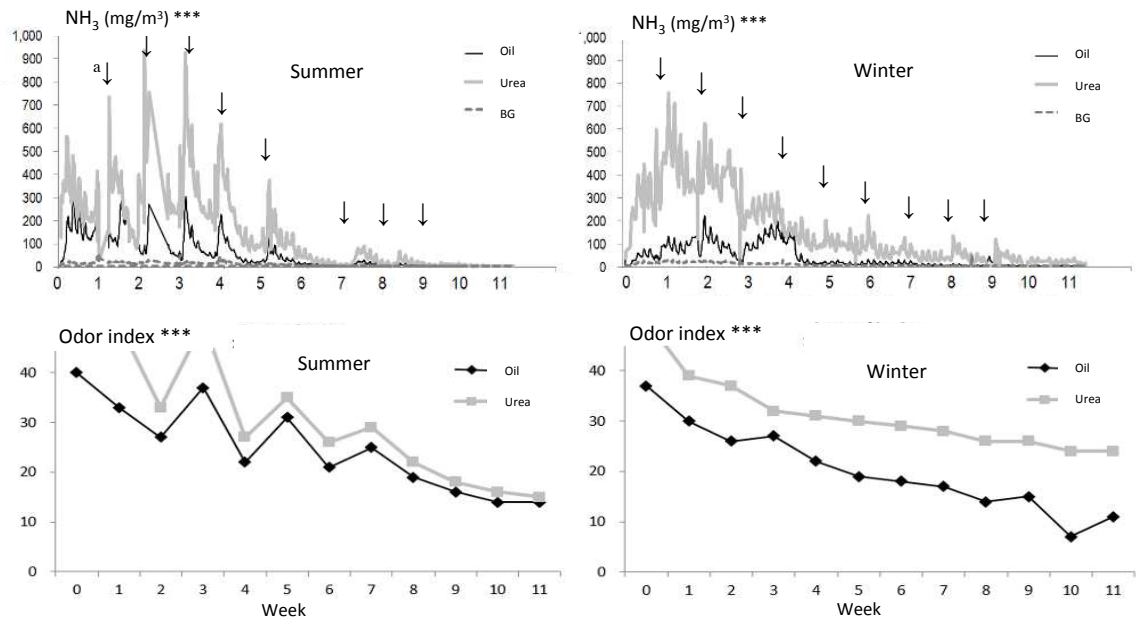 NH₃ (mg/m³) ***
1,000
900
800
700
600
500
400
300
200
100
0
a
Summer
Oil
Urea
BG
0 1 2 3 4 5 6 7 8 9 10 11
NH₃ (mg/m³) ***
1,000
900
800
700
600
500
400
300
200
100
0
Winter
Oil
Urea
BG
0 1 2 3 4 5 6 7 8 9 10 11
Odor index ***
Summer
Oil
Urea
40
30
20
10
0
0 1 2 3 4 5 6 7 8 9 10 11
Week
Odor index ***
Winter
Oil
Urea
40
30
20
10
0
0 1 2 3 4 5 6 7 8 9 10 11
Week